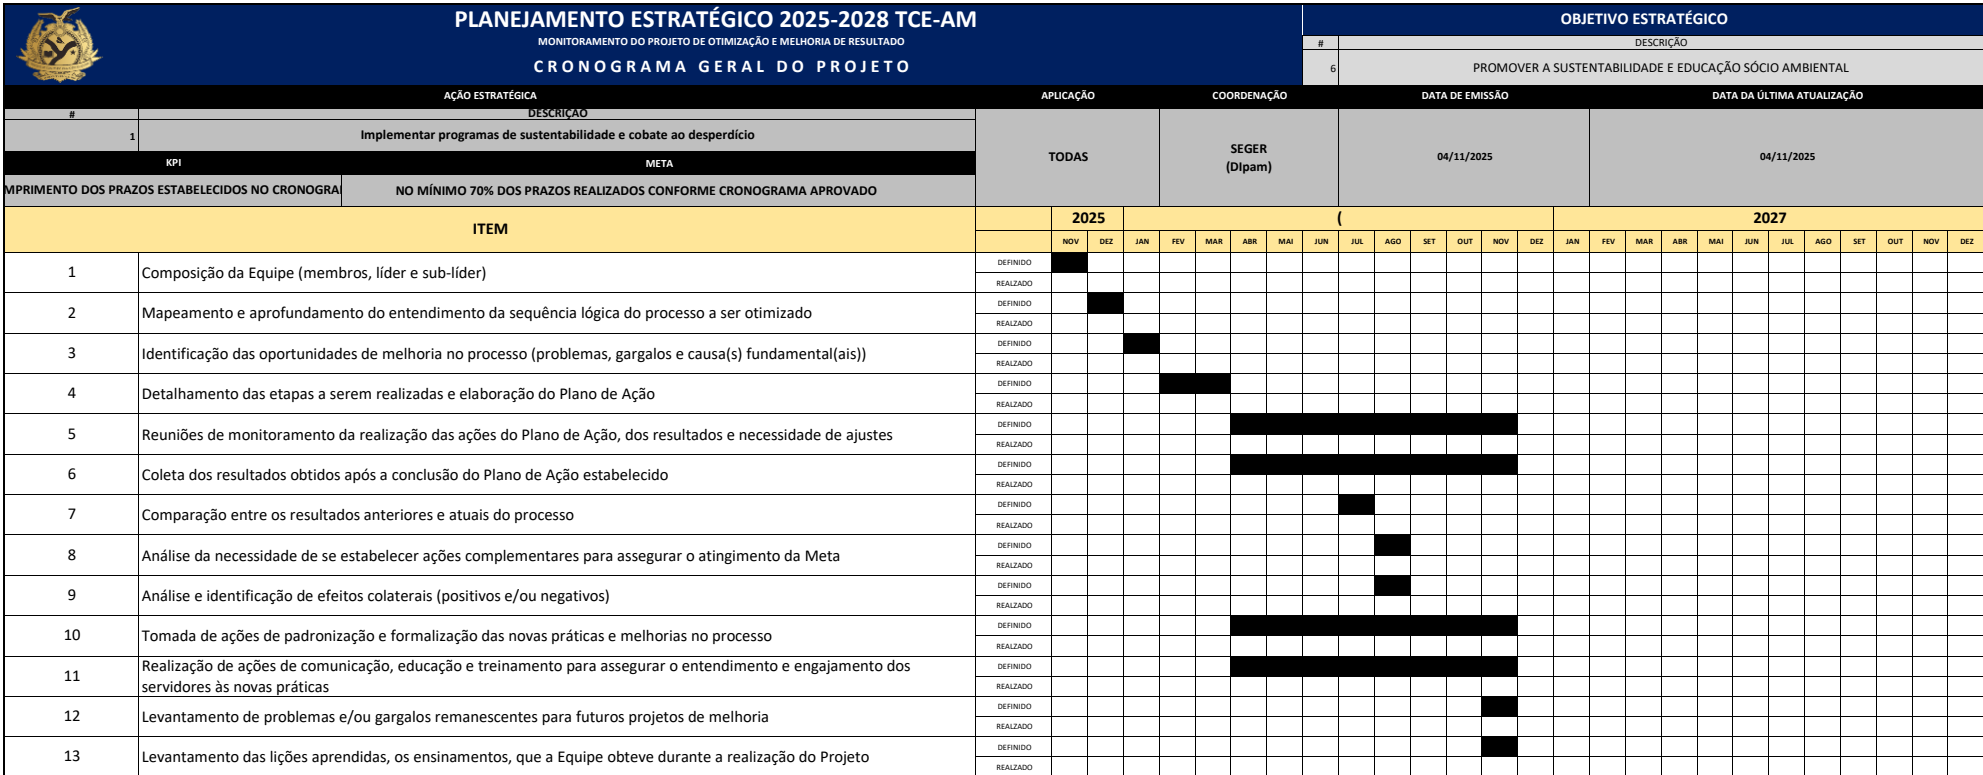 PLANEJAMENTO ESTRATÉGICO 2025-2028 TCE-AM
MONITORAMENTO DO PROJETO DE OTIMIZAÇÃO E MELHORIA DE RESULTADO
CRONOGRAMA GERAL DO PROJETO
OBJETIVO ESTRATÉGICO
# DESCRIÇÃO
6 PROMOVER A SUSTENTABILIDADE E EDUCAÇÃO SÓCIO AMBIENTAL
AÇÃO ESTRATÉGICA APLICAÇÃO COORDENAÇÃO DATA DE EMISSÃO DATA DA ÚLTIMA ATUALIZAÇÃO
# DESCRIÇÃO
1 Implementar programas de sustentabilidade e cobate ao desperdício
KPI META
TODAS
SEGER
(DIpam)
04/11/2025
04/11/2025
MPRIMENTO DOS PRAZOS ESTABELECIDOS NO CRONOGRA
NO MÍNIMO 70% DOS PRAZOS REALIZADOS CONFORME CRONOGRAMA APROVADO
ITEM
2025 ( 2027
NOV DEZ JAN FEV MAR ABR MAI JUN JUL AGO SET OUT NOV DEZ JAN FEV MAR ABR MAI JUN JUL AGO SET OUT NOV DEZ
1 Composição da Equipe (membros, líder e sub-líder)
DEFINIDO
REALZADO
2 Mapeamento e aprofundamento do entendimento da sequência lógica do processo a ser otimizado
DEFINIDO
REALZADO
3 Identificação das oportunidades de melhoria no processo (problemas, gargalos e causa(s) fundamental(ais))
DEFINIDO
REALZADO
4 Detalhamento das etapas a serem realizadas e elaboração do Plano de Ação
DEFINIDO
REALZADO
5 Reuniões de monitoramento da realização das ações do Plano de Ação, dos resultados e necessidade de ajustes
DEFINIDO
REALZADO
6 Coleta dos resultados obtidos após a conclusão do Plano de Ação estabelecido
DEFINIDO
REALZADO
7 Comparação entre os resultados anteriores e atuais do processo
DEFINIDO
REALZADO
8 Análise da necessidade de se estabelecer ações complementares para assegurar o atingimento da Meta
DEFINIDO
REALZADO
9 Análise e identificação de efeitos colaterais (positivos e/ou negativos)
DEFINIDO
REALZADO
10 Tomada de ações de padronização e formalização das novas práticas e melhorias no processo
DEFINIDO
REALZADO
11 Realização de ações de comunicação, educação e treinamento para assegurar o entendimento e engajamento dos
servidores às novas práticas
DEFINIDO
REALZADO
12 Levantamento de problemas e/ou gargalos remanescentes para futuros projetos de melhoria
DEFINIDO
REALZADO
13 Levantamento das lições aprendidas, os ensinamentos, que a Equipe obteve durante a realização do Projeto
DEFINIDO
REALZADO